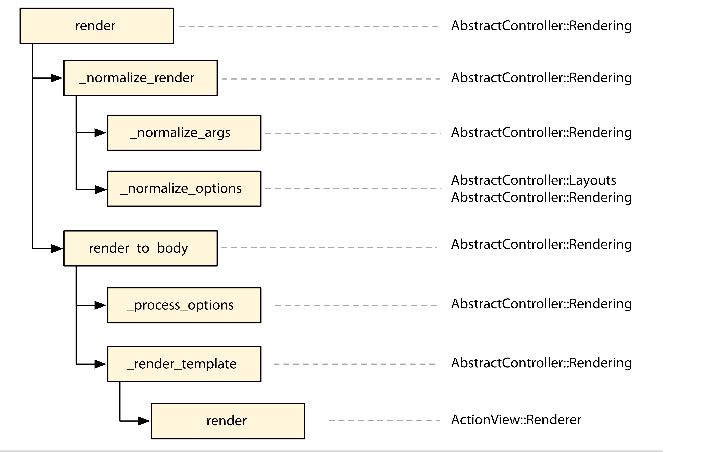 render AbstractController::Rendering
_normalize_render AbstractController::Rendering
_normalize_args AbstractController::Rendering
_normalize_options AbstractController::Layouts
AbstractController::Rendering
render_to_body AbstractController::Rendering
_process_options AbstractController::Rendering
_render_template AbstractController::Rendering
render ActionView::Renderer